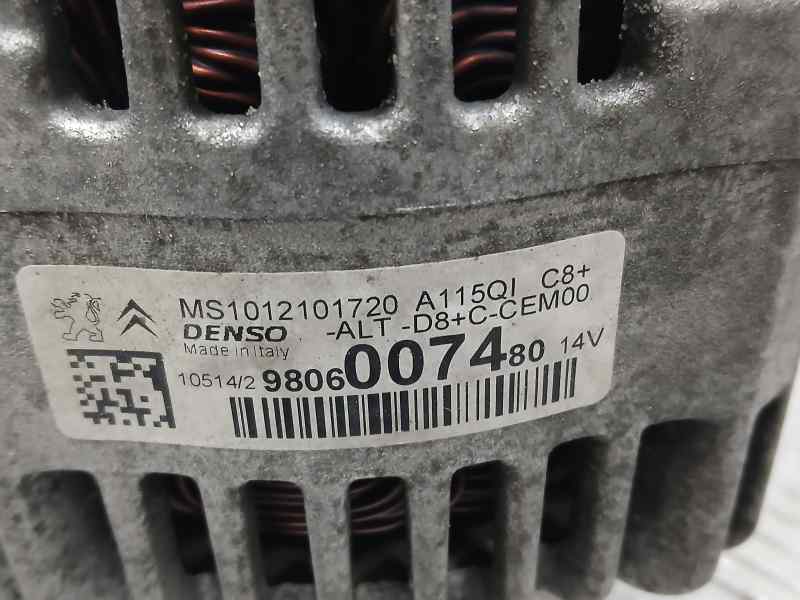 MS1012101720 A115QI C8+
DENSO -ALT -D8+C-CEM00
Made in Italy
10514/2 9806007480 14V